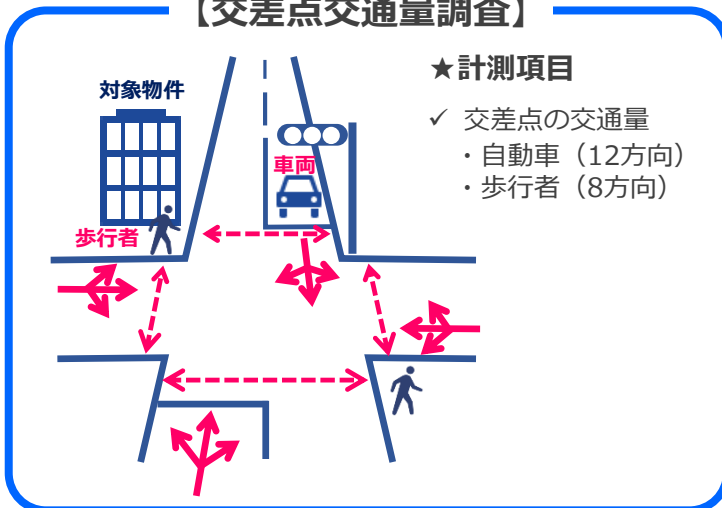 【交差点交通量調査】
★計測項目
対象物件
✓ 交差点の交通量
・自動車（12方向）
車両
・歩行者（8方向）
歩行者